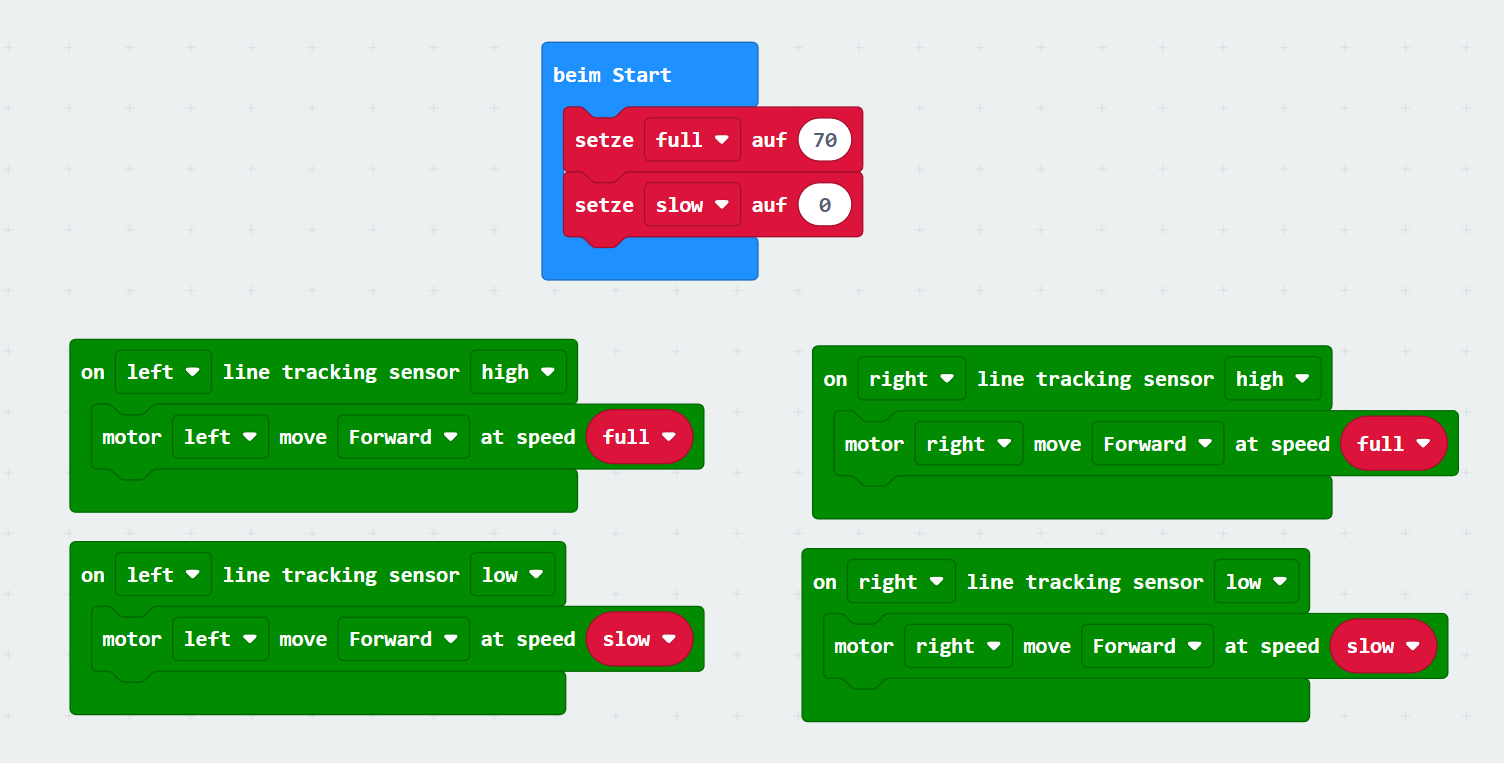 beim Start
setze full auf 70
setze slow auf 0
on left line tracking sensor high
motor left move Forward at speed full
on right line tracking sensor high
motor right move Forward at speed full
on left line tracking sensor low
motor left move Forward at speed slow
on right line tracking sensor low
motor right move Forward at speed slow